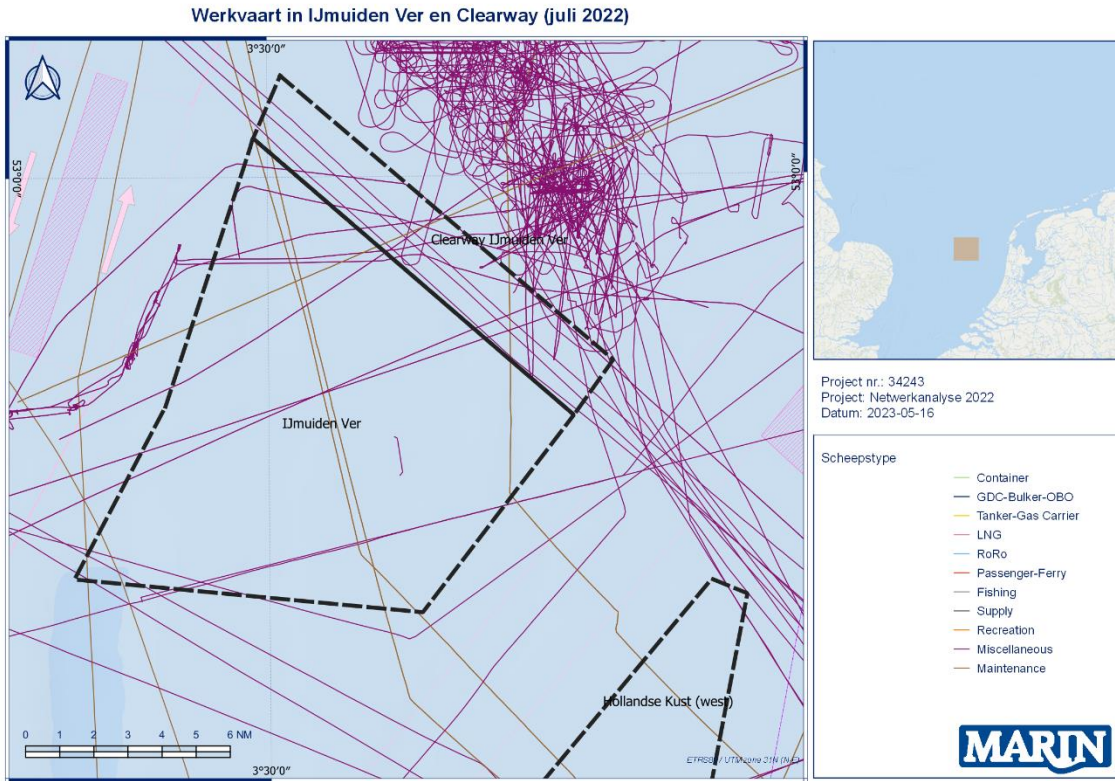 Werkvaart in IJmuiden Ver en Clearway (juli 2022)
3°30'0"
53°0'0"
53°0'0"
Clearway IJmuiden Ver
IJmuiden Ver
Hollandse Kust (west)
0 1 2 3 4 5 6 NM
3°30'0"
Project nr.: 34243
Project: Netwerkanalyse 2022
Datum: 2023-05-16
Scheepstype
Container
GDC-Bulker-OBO
Tanker-Gas Carrier
LNG
RoRo
Passenger-Ferry
Fishing
Supply
Recreation
Miscellaneous
Maintenance
MARIN